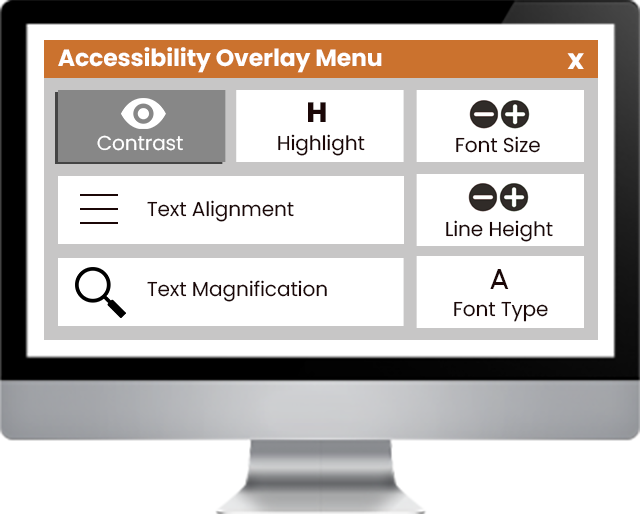 Accessibility Overlay Menu
x
Contrast
H
Highlight
Font Size
Text Alignment
Line Height
Text Magnification
A
Font Type